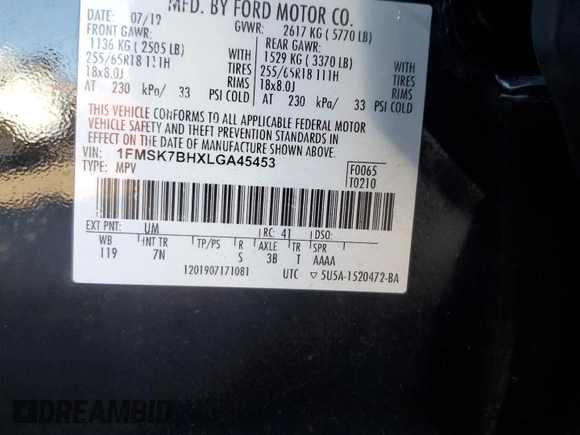 MFD. BY FORD MOTOR CO.
DATE: 07/19 GVWR: 2617 KG (5770 LB)
FRONT GAWR: REAR GAWR:
1136 KG (2505 LB) 1529 KG (3370 LB)
255/65R18 111H TIRES 255/65R18 111H TIRES
18x8.0J RIMS 18x8.0J RIMS
AT 230 kPa/ 33 PSI COLD AT 230 kPa/ 33 PSI COLD
THIS VEHICLE CONFORMS TO ALL APPLICABLE FEDERAL MOTOR
VEHICLE SAFETY AND THEFT PREVENTION STANDARDS IN
EFFECT ON THE DATE OF MANUFACTURE SHOWN ABOVE.
VIN: 1FMSK7BHXLGA45453
TYPE: MPV
F0065
T0210
EXT PNT: UM RC: 41 DSO:
WB INT TR TP/PS R AXLE TR SPR
119 7N S 3B T AAAA
1201907171081 UTC 5U5A-1520472-BA
DREAMBID